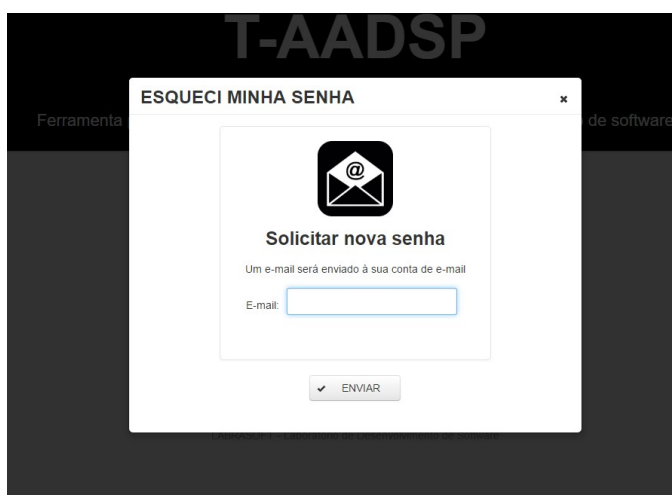 T-AADSP
ESQUECI MINHA SENHA
Ferramenta de software
@
Solicitar nova senha
Um e-mail será enviado à sua conta de e-mail
E-mail:
ENVIAR
LABRASOFT - Laboratório de Desenvolvimento de Software